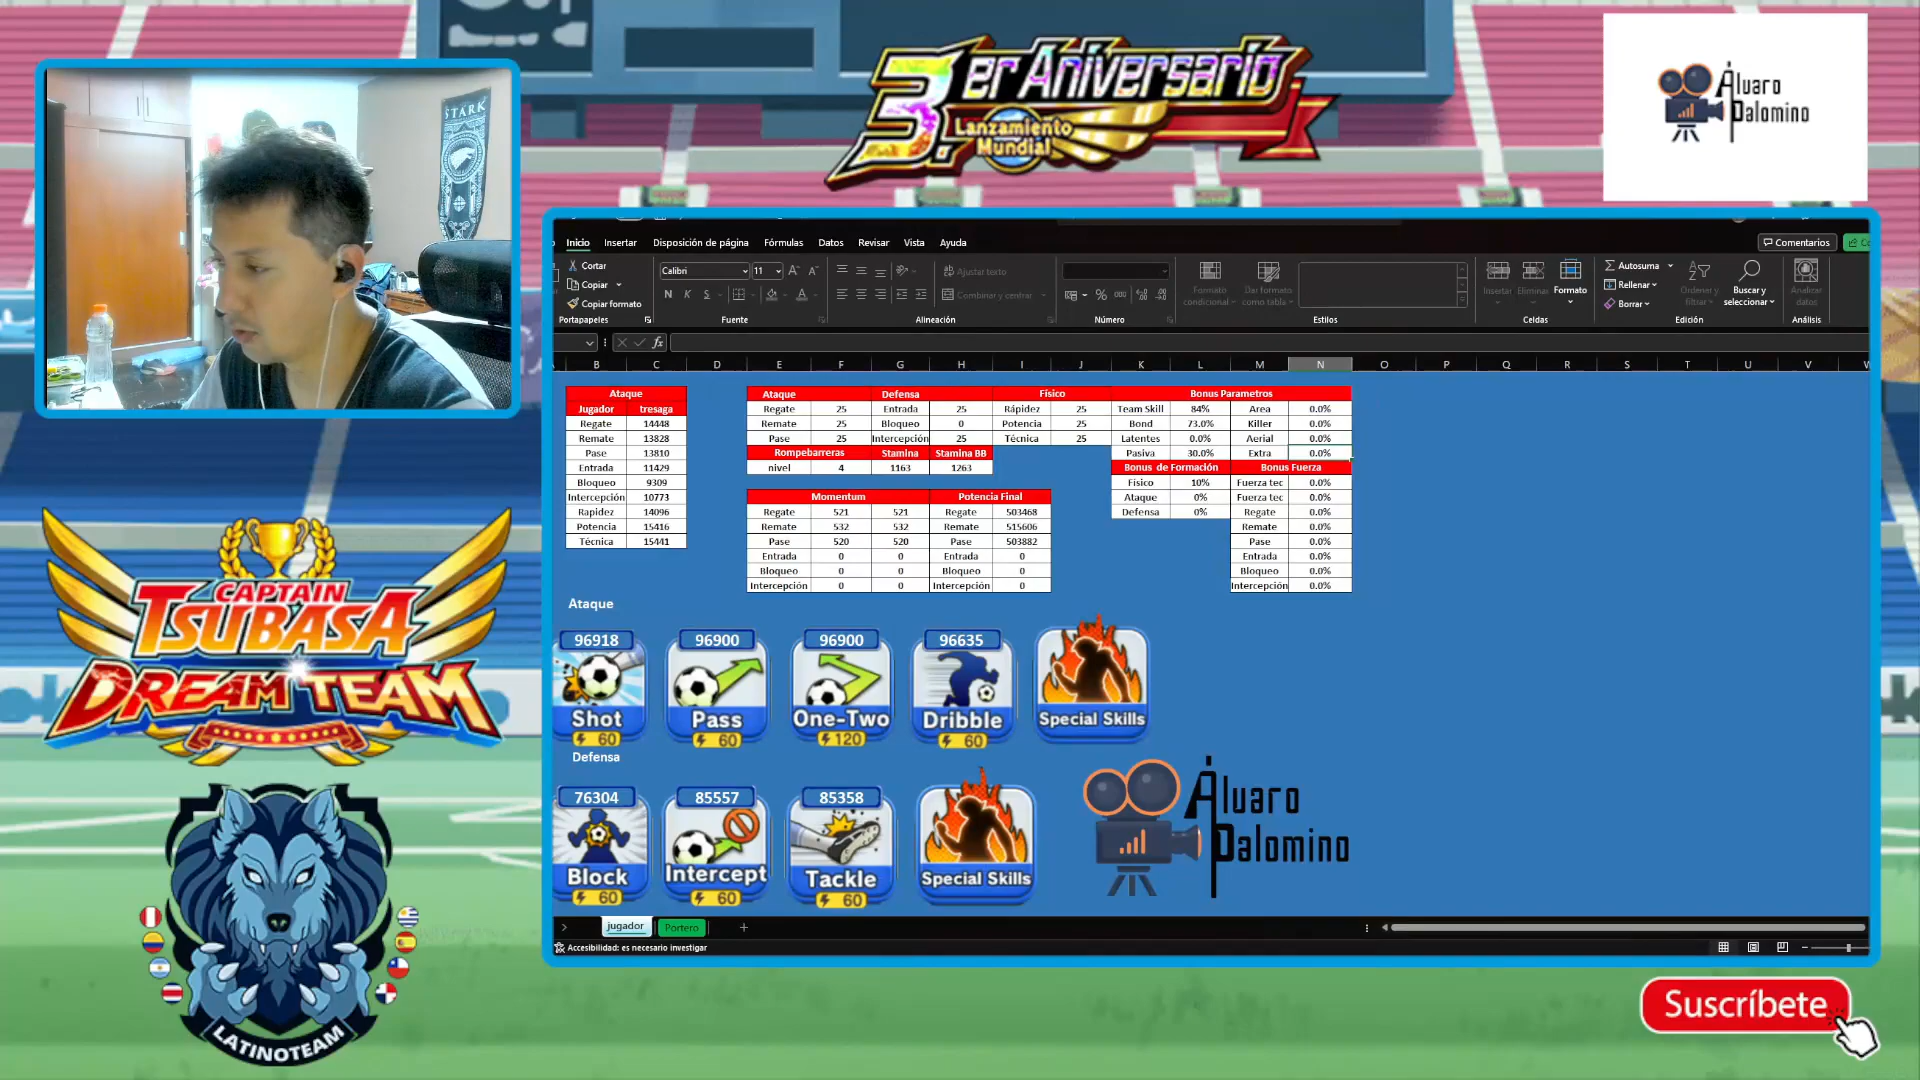 STARK
3.er Aniversario
Lanzamiento
Mundial
Álvaro
Palomino
Inicio Insertar Disposición de página Fórmulas Datos Revisar Vista Ayuda
Comentarios
Cortar
Copiar
Copiar formato
Calibri 11
N K S
Ajustar texto
Combinar y centrar
Formato condicional
Dar formato como tabla
Insertar Eliminar Formato
Autosuma
Rellenar
Borrar
Ordenar y filtrar
Buscar y seleccionar
Analizar datos
Portapapeles Fuente Alineación Número Estilos Celdas Edición Análisis
B C D E F G H I J K L M N O P Q R S T U V W
Ataque
Jugador tresaga
Regate 14448
Remate 13828
Pase 13810
Entrada 11429
Bloqueo 9309
Intercepción 10773
Rapidez 14096
Potencia 15416
Técnica 15441
Ataque Defensa Físico
Regate 25 Entrada 25 Rápidez 25
Remate 25 Bloqueo 0 Potencia 25
Pase 25 Intercepción 25 Técnica 25
Rompebarreras Stamina Stamina BB
nivel 4 1163 1263
Momentum Potencia Final
Regate 521 521 Regate 503468
Remate 532 532 Remate 515606
Pase 520 520 Pase 503882
Entrada 0 0 Entrada 0
Bloqueo 0 0 Bloqueo 0
Intercepción 0 0 Intercepción 0
Bonus Parametros
Team Skill 84% Area 0.0%
Bond 73.0% Killer 0.0%
Latentes 0.0% Aerial 0.0%
Pasiva 30.0% Extra 0.0%
Bonus de Formación Bonus Fuerza
Fisico 10% Fuerza tec 0.0%
Ataque 0% Fuerza tec 0.0%
Defensa 0% Regate 0.0%
Remate 0.0%
Pase 0.0%
Entrada 0.0%
Bloqueo 0.0%
Intercepción 0.0%
Ataque
96918 96900 96900 96635
Shot Pass One-Two Dribble Special Skills
60 60 120 60
Defensa
76304 85557 85358
Block Intercept Tackle Special Skills
60 60 60
Álvaro
Palomino
jugador Portero
Accesibilidad: es necesario investigar
CAPTAIN
TSUBASA
DREAM TEAM
LATINOTEAM
Suscríbete